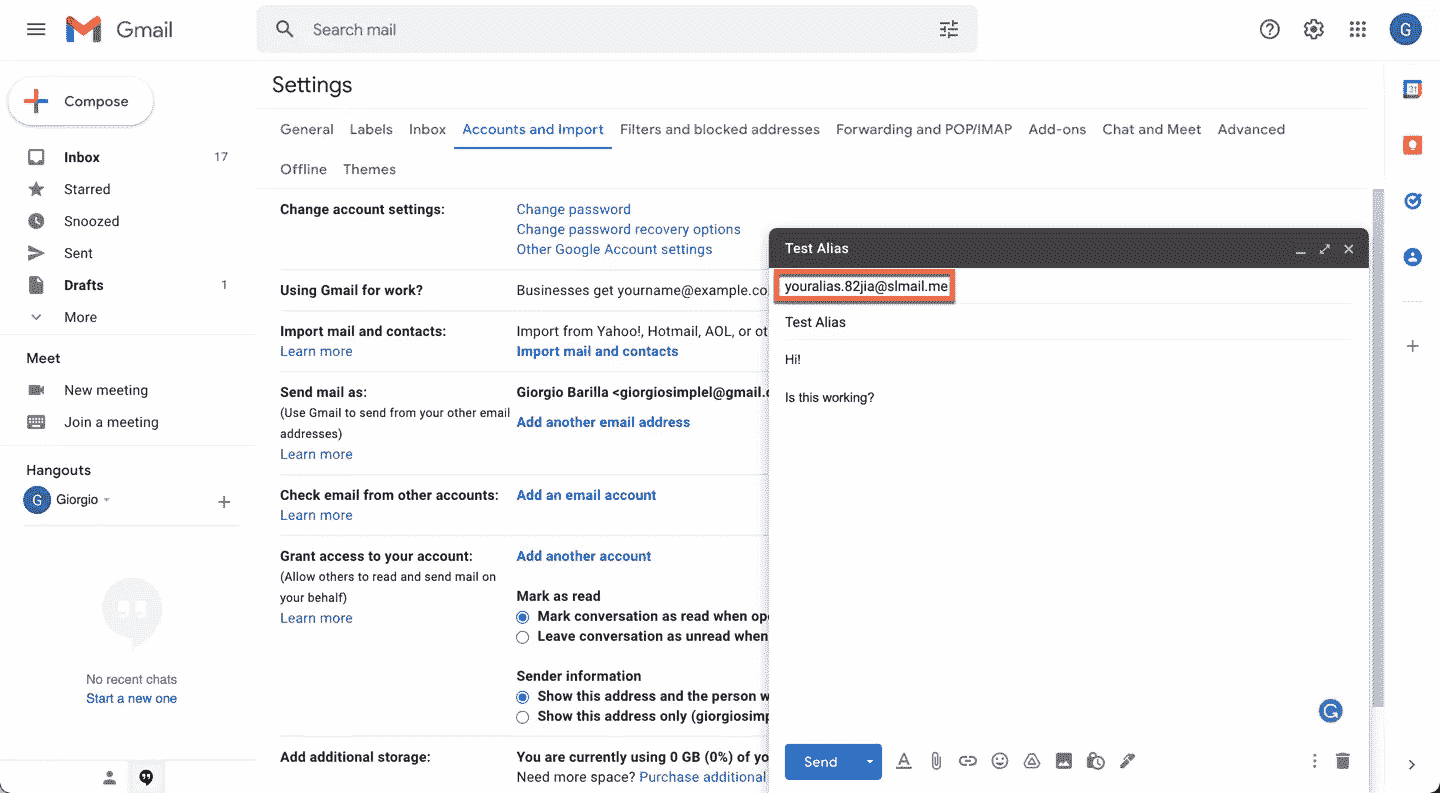 Gmail
Search mail
G
Compose
Inbox 17
Starred
Snoozed
Sent
Drafts 1
More
Meet
New meeting
Join a meeting
Hangouts
G Giorgio
No recent chats
Start a new one
Settings
General Labels Inbox Accounts and Import Filters and blocked addresses Forwarding and POP/IMAP Add-ons Chat and Meet Advanced
Offline Themes
Change account settings: Change password
Change password recovery options
Other Google Account settings
Using Gmail for work? Businesses get yourname@example.co
Import mail and contacts: Import from Yahoo!, Hotmail, AOL, or ot
Learn more Import mail and contacts
Send mail as: Giorgio Barilla <giorgiosimplel@gmail.c
(Use Gmail to send from your other email Add another email address
addresses)
Learn more
Check email from other accounts: Add an email account
Learn more
Grant access to your account: Add another account
(Allow others to read and send mail on
your behalf)
Learn more
Mark as read
Mark conversation as read when ope
Leave conversation as unread when
Sender information
Show this address and the person w
Show this address only (giorgiosimp
Add additional storage: You are currently using 0 GB (0%) of yo
Need more space? Purchase additional
Test Alias
youralias.82jia@slmail.me
Test Alias
Hi!
Is this working?
Send
31